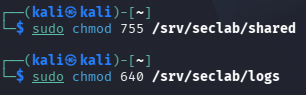 ┌──(kali㉿kali)-[~]
└─$ sudo chmod 755 /srv/seclab/shared
┌──(kali㉿kali)-[~]
└─$ sudo chmod 640 /srv/seclab/logs